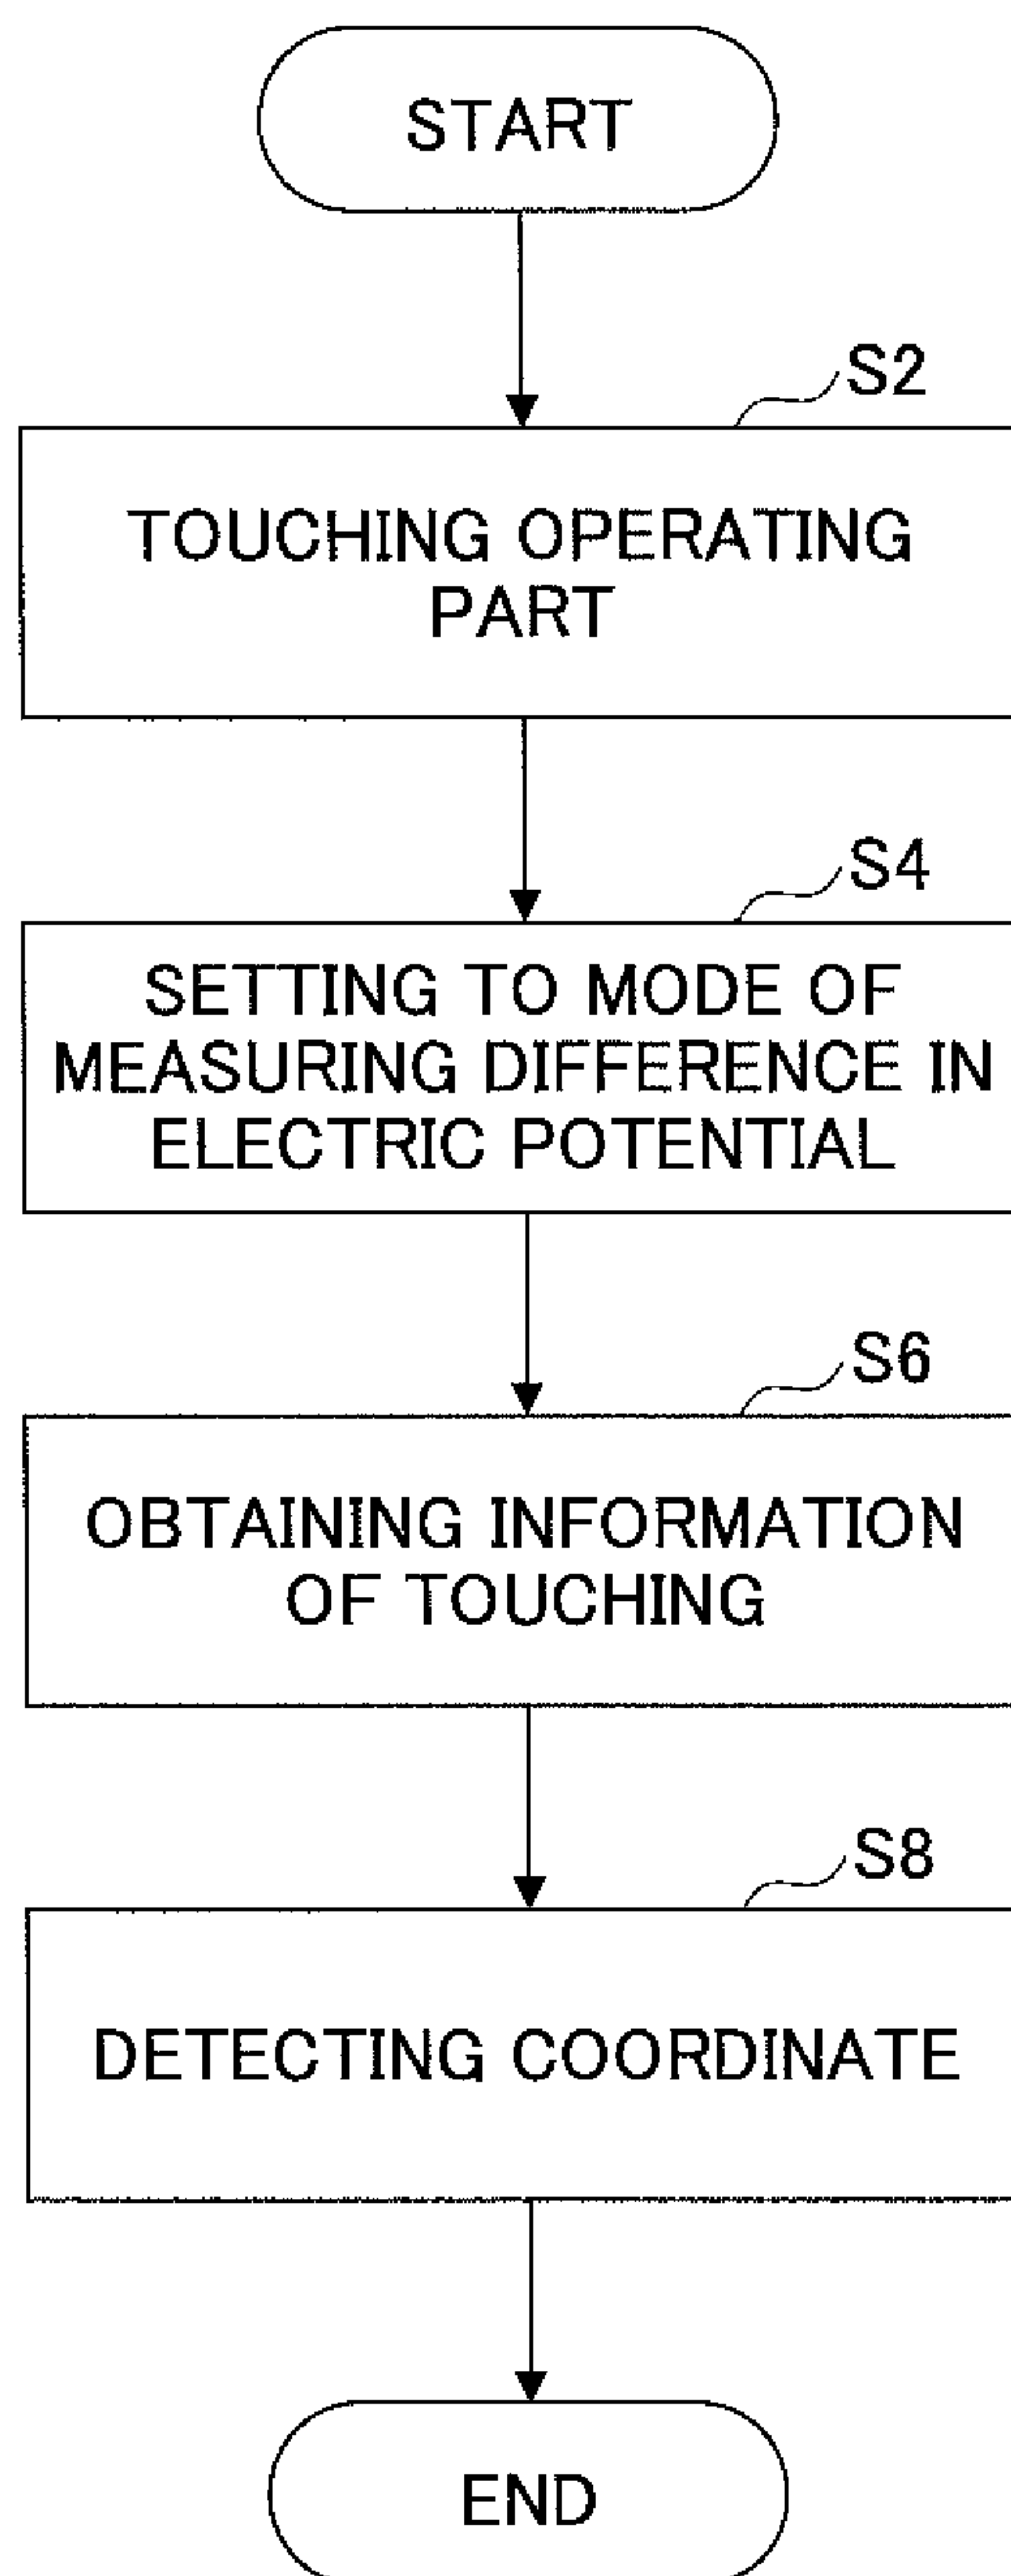 START
S2
TOUCHING OPERATING
PART
S4
SETTING TO MODE OF
MEASURING DIFFERENCE IN
ELECTRIC POTENTIAL
S6
OBTAINING INFORMATION
OF TOUCHING
S8
DETECTING COORDINATE
END